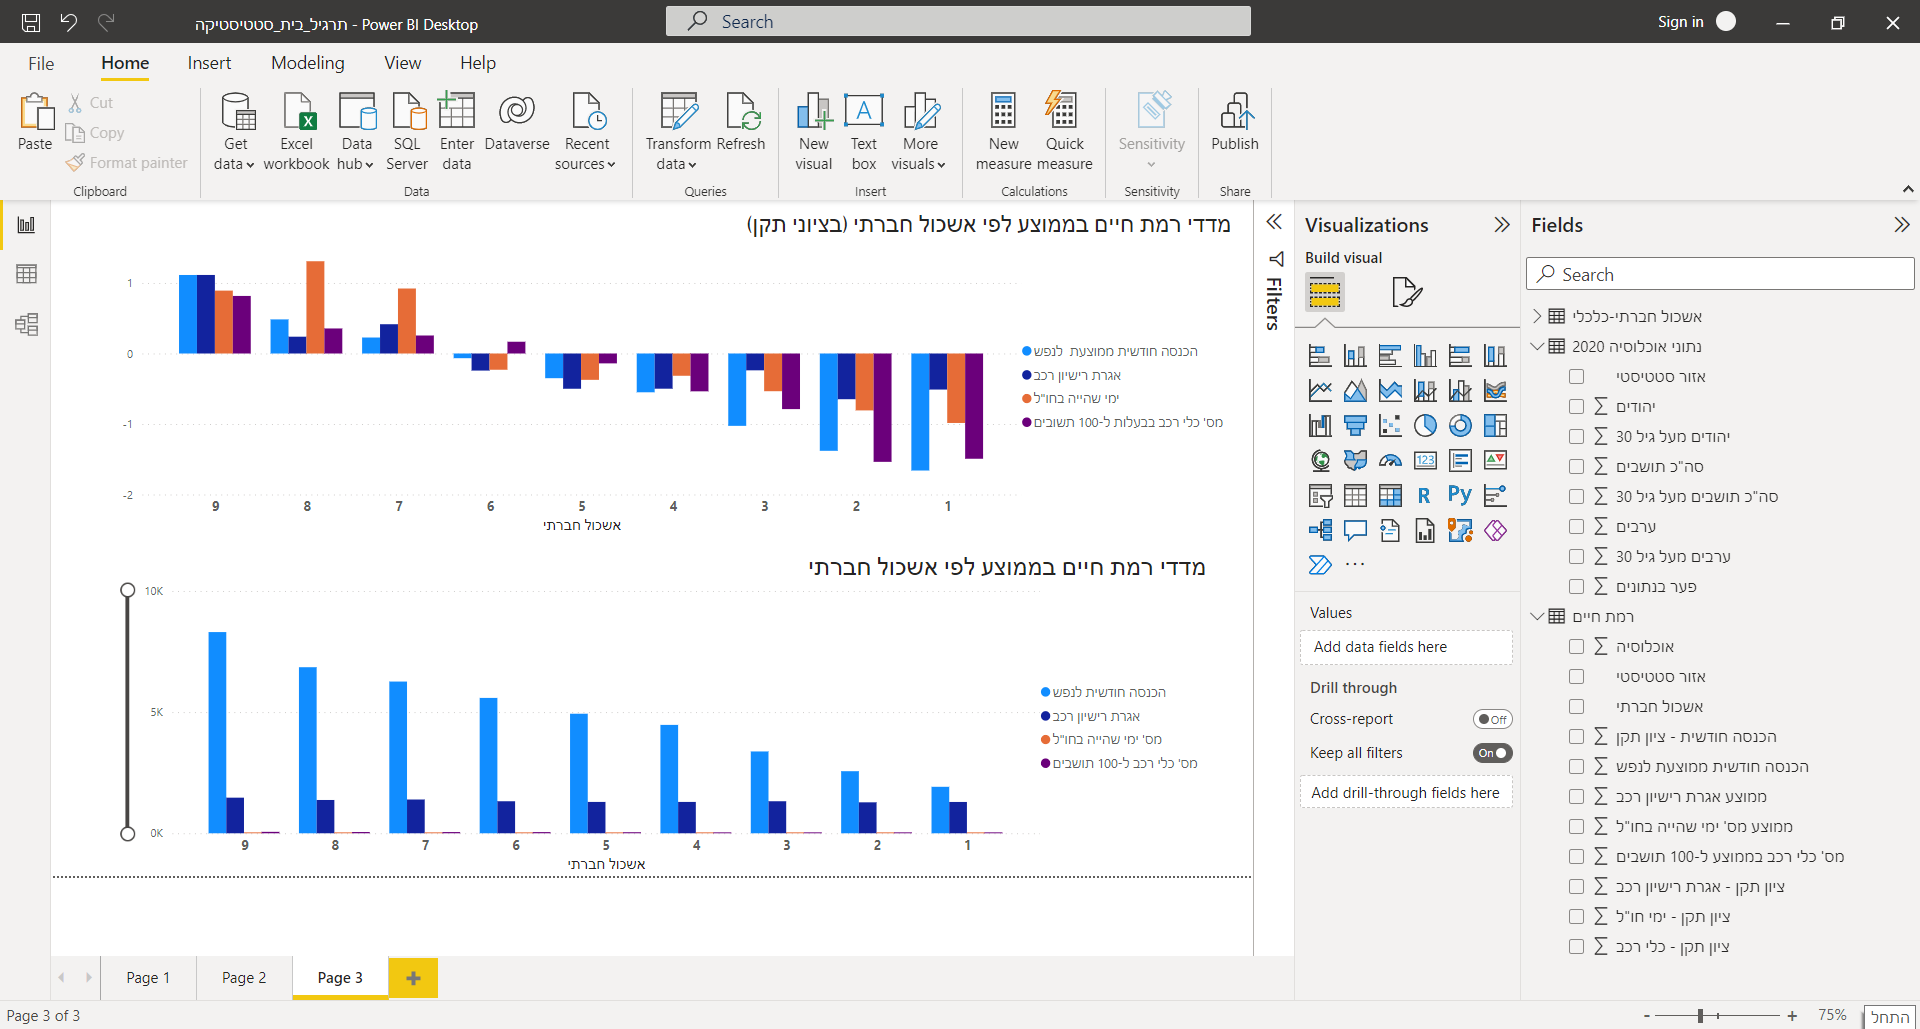 תרגיל_בית_סטטיסטיקה - Power BI Desktop
Search
Sign in
File
Home
Insert
Modeling
View
Help
Paste
Cut
Copy
Format painter
Clipboard
Get data
Excel workbook
Data hub
SQL Server
Enter data
Dataverse
Recent sources
Data
Transform data
Refresh
Queries
New visual
Text box
More visuals
Insert
New measure
Quick measure
Calculations
Sensitivity
Sensitivity
Publish
Share
מדדי רמת חיים בממוצע לפי אשכול חברתי (בציוני תקן)
1
0
-1
-2
9 8 7 6 5 4 3 2 1
אשכול חברתי
הכנסה חודשית ממוצעת לנפש
אגרת רישיון רכב
ימי שהייה בחו"ל
מס' כלי רכב בבעלות ל-100 תשובים
מדדי רמת חיים בממוצע לפי אשכול חברתי
10K
5K
0K
9 8 7 6 5 4 3 2 1
אשכול חברתי
הכנסה חודשית לנפש
אגרת רישיון רכב
מס' ימי שהייה בחו"ל
מס' כלי רכב ל-100 תושבים
Filters
Visualizations
Build visual
123
R
Py
Values
Add data fields here
Drill through
Cross-report
Off
Keep all filters
On
Add drill-through fields here
Fields
Search
אשכול חברתי-כלכלי
נתוני אוכלוסיה 2020
אזור סטטיסטי
יהודים
יהודים מעל גיל 30
סה"כ תושבים
סה"כ תושבים מעל גיל 30
ערבים
ערבים מעל גיל 30
פער בנתונים
רמת חיים
אוכלוסיה
אזור סטטיסטי
אשכול חברתי
הכנסה חודשית - ציון תקן
הכנסה חודשית ממוצעת לנפש
ממוצע אגרת רישיון רכב
ממוצע מס' ימי שהייה בחו"ל
מס' כלי רכב בממוצע ל-100 תושבים
ציון תקן - אגרת רישיון רכב
ציון תקן - ימי חו"ל
ציון תקן - כלי רכב
Page 1
Page 2
Page 3
Page 3 of 3
75%
התחל